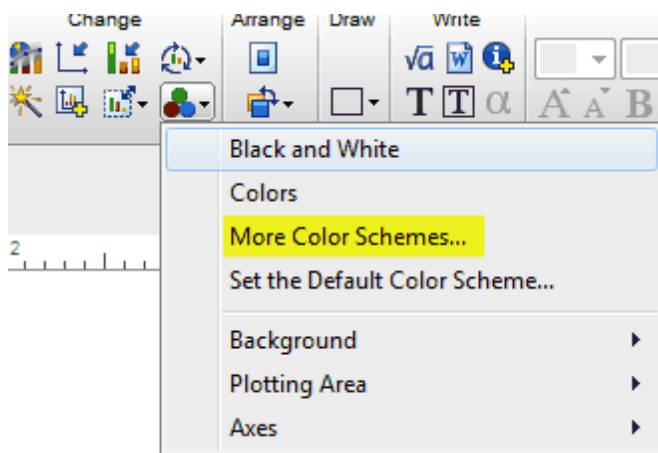 Change Arrange Draw Write
√α
T T α A A B
Black and White
Colors
2
More Color Schemes...
Set the Default Color Scheme...
Background
Plotting Area
Axes